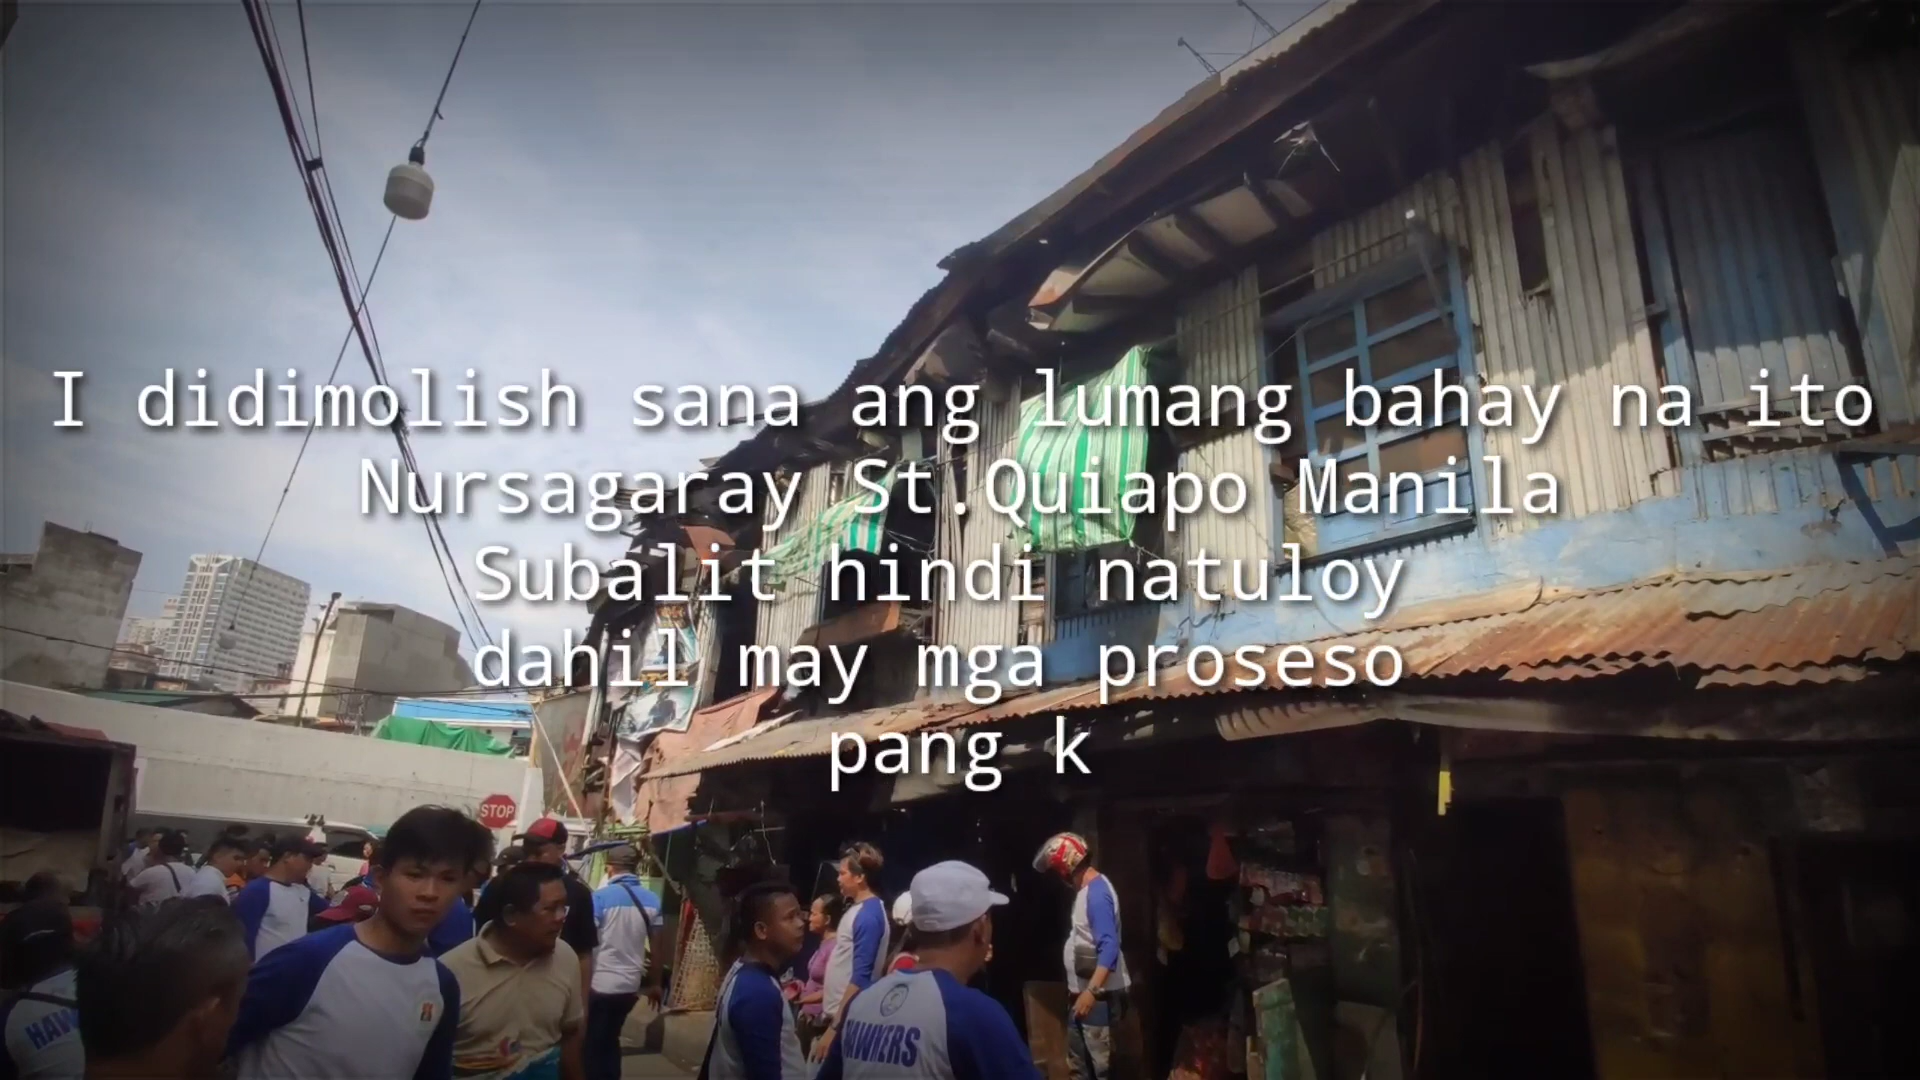 I didimolish sana ang lumang bahay na ito
Nursagaray St.Quiapo Manila
Subalit hindi natuloy
dahil may mga proseso
pang k
STOP
HAWKERS